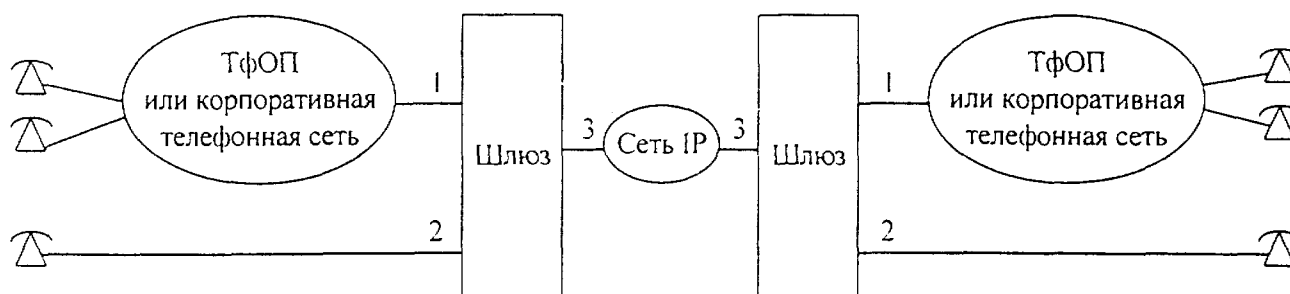 ТфОП
или корпоративная
телефонная сеть
1
2
Шлюз
3
Сеть IP
3
Шлюз
1
2
ТфОП
или корпоративная
телефонная сеть